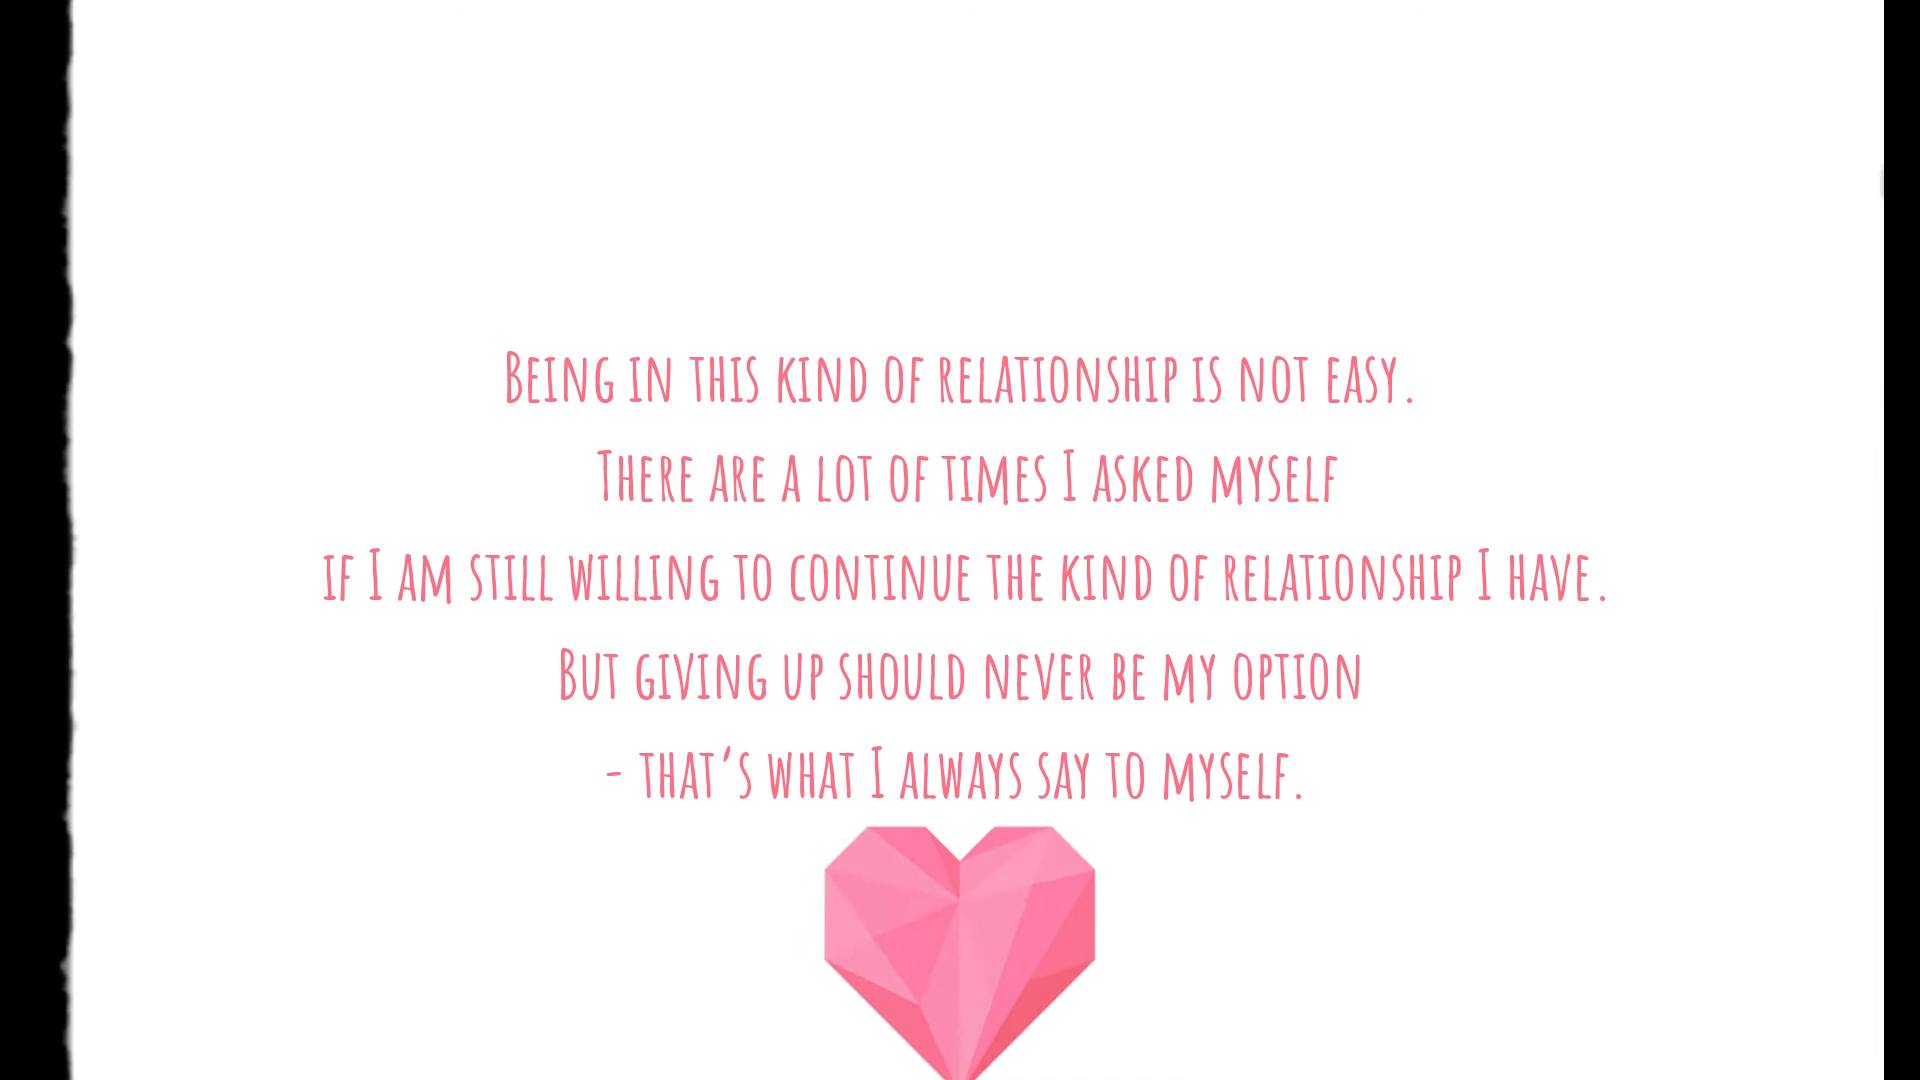 Being in this kind of relationship is not easy.
There are a lot of times I asked myself
if I am still willing to continue the kind of relationship I have.
But giving up should never be my option
- that’s what I always say to myself.